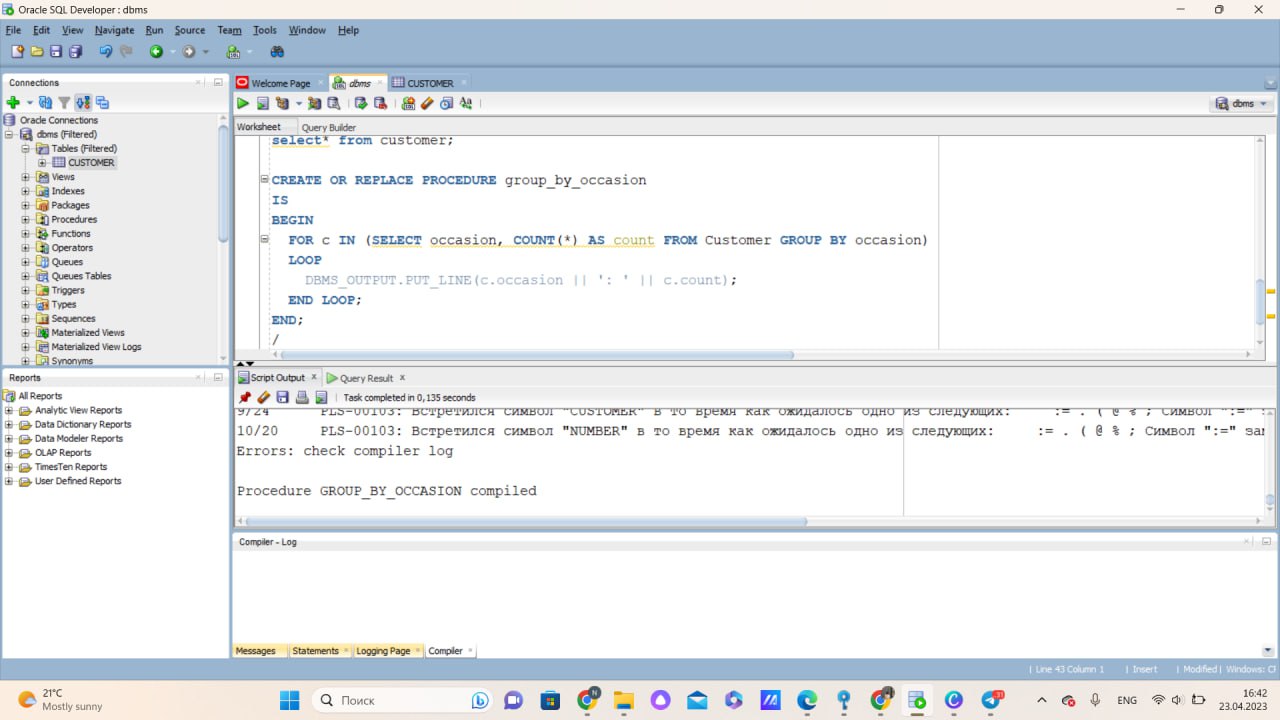 Oracle SQL Developer : dbms
File Edit View Navigate Run Source Team Tools Window Help
Connections
Oracle Connections
dbms (Filtered)
Tables (Filtered)
CUSTOMER
Views
Indexes
Packages
Procedures
Functions
Operators
Queues
Queues Tables
Triggers
Types
Sequences
Materialized Views
Materialized View Logs
Synonyms
Reports
All Reports
Analytic View Reports
Data Dictionary Reports
Data Modeler Reports
OLAP Reports
TimesTen Reports
User Defined Reports
Welcome Page dbms CUSTOMER
dbms
Worksheet Query Builder
select* from customer;
CREATE OR REPLACE PROCEDURE group_by_occasion
IS
BEGIN
FOR c IN (SELECT occasion, COUNT(*) AS count FROM Customer GROUP BY occasion)
LOOP
DBMS_OUTPUT.PUT_LINE(c.occasion || ': ' || c.count);
END LOOP;
END;
/
Script Output Query Result
Task completed in 0,135 seconds
9/24 PLS-00103: Встретился символ "CUSTOMER" в то время как ожидалось одно из следующих: := . ( @ % ; Символ ":="
10/20 PLS-00103: Встретился символ "NUMBER" в то время как ожидалось одно из следующих: := . ( @ % ; Символ ":=" зам
Errors: check compiler log
Procedure GROUP_BY_OCCASION compiled
Compiler - Log
Messages Statements Logging Page Compiler
Line 43 Column 1 Insert Modified Windows: C
21°C
Mostly sunny
Поиск
N
31
ENG
16:42
23.04.2023